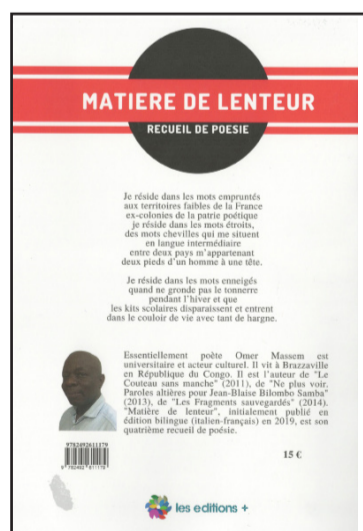 MATIERE DE LENTEUR
RECUEIL DE POESIE
Je réside dans les mots empruntés
aux territoires faibles de la France
ex-colonies de la patrie poétique
je réside dans les mots étroits,
des mots chevilles qui me situent
en langue intermédiaire
entre deux pays m'appartenant
deux pieds d'un homme à une tête.
Je réside dans les mots enneigés
quand ne gronde pas le tonnerre
pendant l'hiver et que
les kits scolaires disparaissent et entrent
dans le couloir de vie avec tant de hargne.
Essentiellement poète Omer Massem est
universitaire et acteur culturel. Il vit à Brazzaville
en République du Congo. Il est l'auteur de "Le
Couteau sans manche" (2011), de "Ne plus voir.
Paroles altières pour Jean-Blaise Bilombo Samba"
(2013), de "Les Fragments sauvegardés" (2014).
"Matière de lenteur", initialement publié en
édition bilingue (italien-français) en 2019, est son
quatrième recueil de poésie.
9782492611179
9 782492 611179
15 €
les editions +